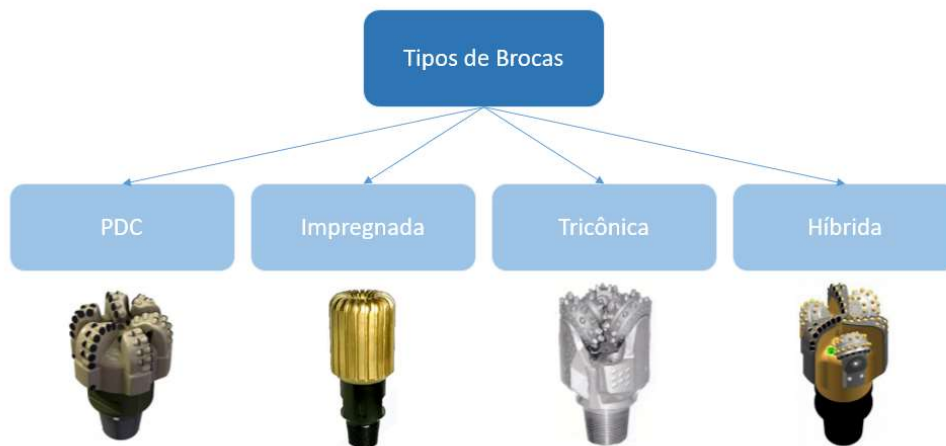 Tipos de Brocas
PDC
Impregnada
Tricônica
Híbrida